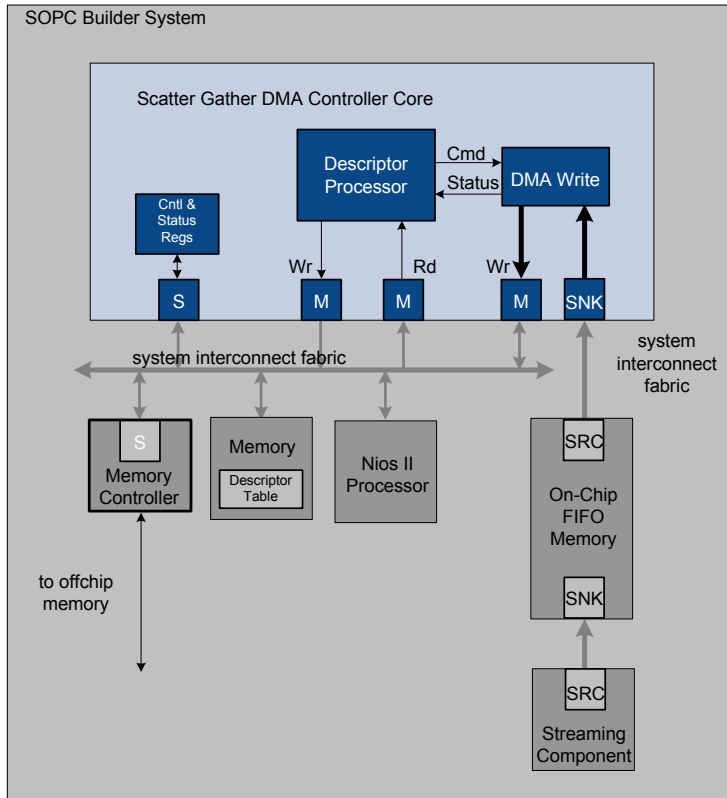 SOPC Builder System
Scatter Gather DMA Controller Core
Descriptor
Processor
Cmd
Status
DMA Write
Cntl &
Status
Regs
Wr
Rd
Wr
S
M
M
M
SNK
system interconnect fabric
system
interconnect
fabric
S
Memory
Controller
Memory
Descriptor
Table
Nios II
Processor
SRC
On-Chip
FIFO
Memory
SNK
to offchip
memory
SRC
Streaming
Component